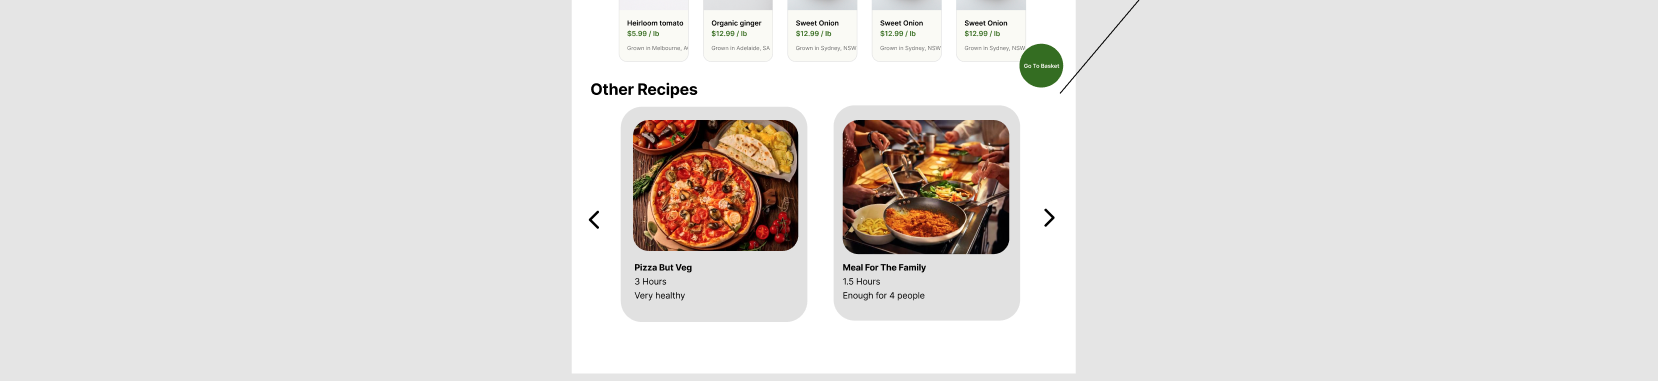 Heirloom tomato
$5.99 / lb
Grown in Melbourne,
Organic ginger
$12.99 / lb
Grown in Adelaide, SA
Sweet Onion
$12.99 / lb
Grown in Sydney, NSW
Sweet Onion
$12.99 / lb
Grown in Sydney, NSW
Sweet Onion
$12.99 / lb
Grown in Sydney, NSW
Go To Basket
Other Recipes
Pizza But Veg
3 Hours
Very healthy
Meal For The Family
1.5 Hours
Enough for 4 people